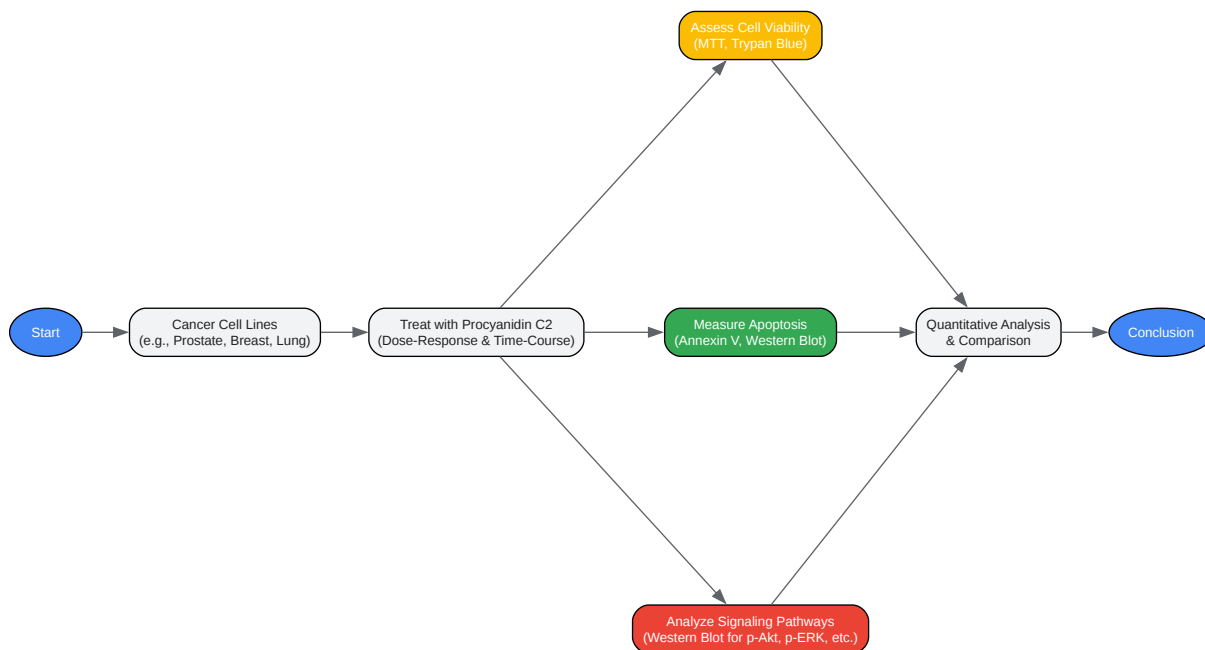 Start
Cancer Cell Lines
(e.g., Prostate, Breast, Lung)
Treat with Procyanidin C2
(Dose-Response & Time-Course)
Assess Cell Viability
(MTT, Trypan Blue)
Measure Apoptosis
(Annexin V, Western Blot)
Analyze Signaling Pathways
(Western Blot for p-Akt, p-ERK, etc.)
Quantitative Analysis
& Comparison
Conclusion